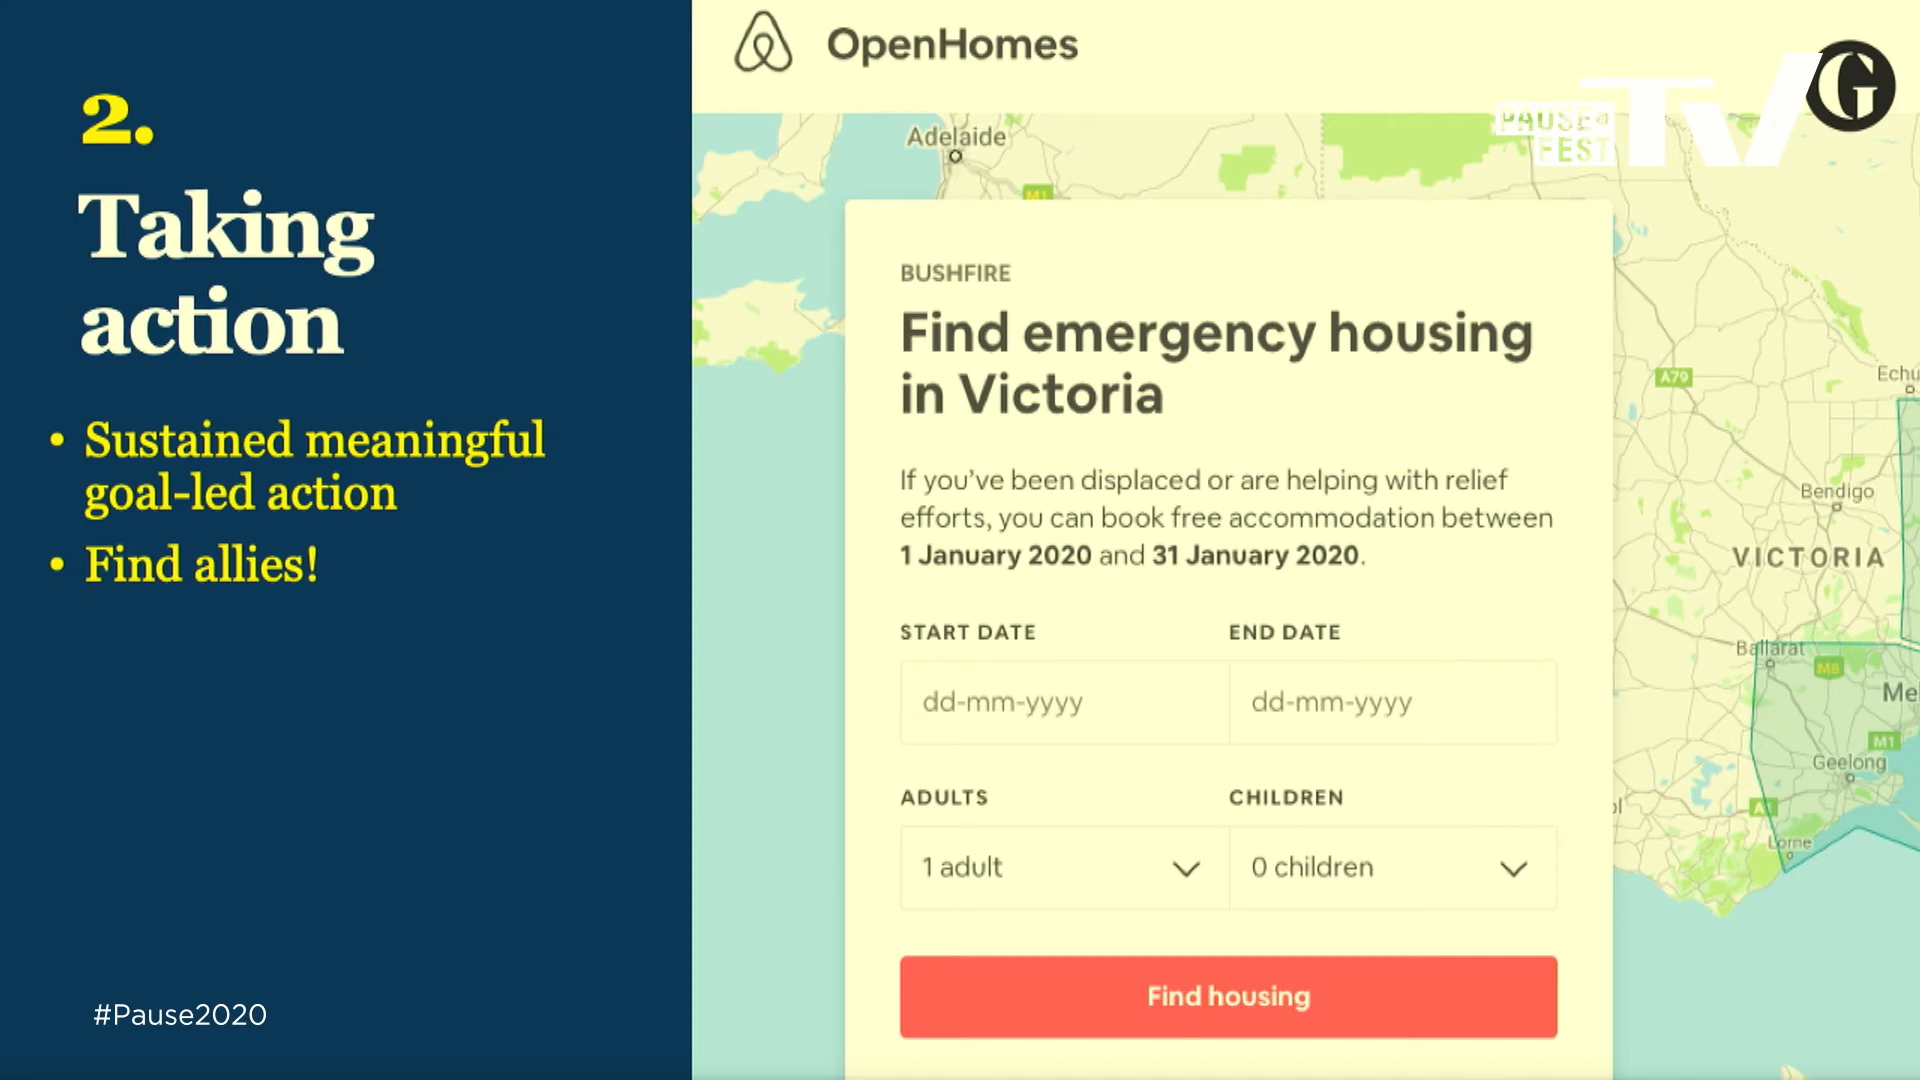 2.
Taking
action
• Sustained meaningful
goal-led action
• Find allies!
#Pause2020
OpenHomes
PAUSE
FEST
TV
G
Adelaide
M1
BUSHFIRE
Find emergency housing
in Victoria
If you've been displaced or are helping with relief
efforts, you can book free accommodation between
1 January 2020 and 31 January 2020.
START DATE END DATE
dd-mm-yyyy dd-mm-yyyy
ADULTS CHILDREN
1 adult 0 children
Find housing
A79
Echu
Bendigo
VICTORIA
Ballarat
M8
Mel
M1
Geelong
Lorne